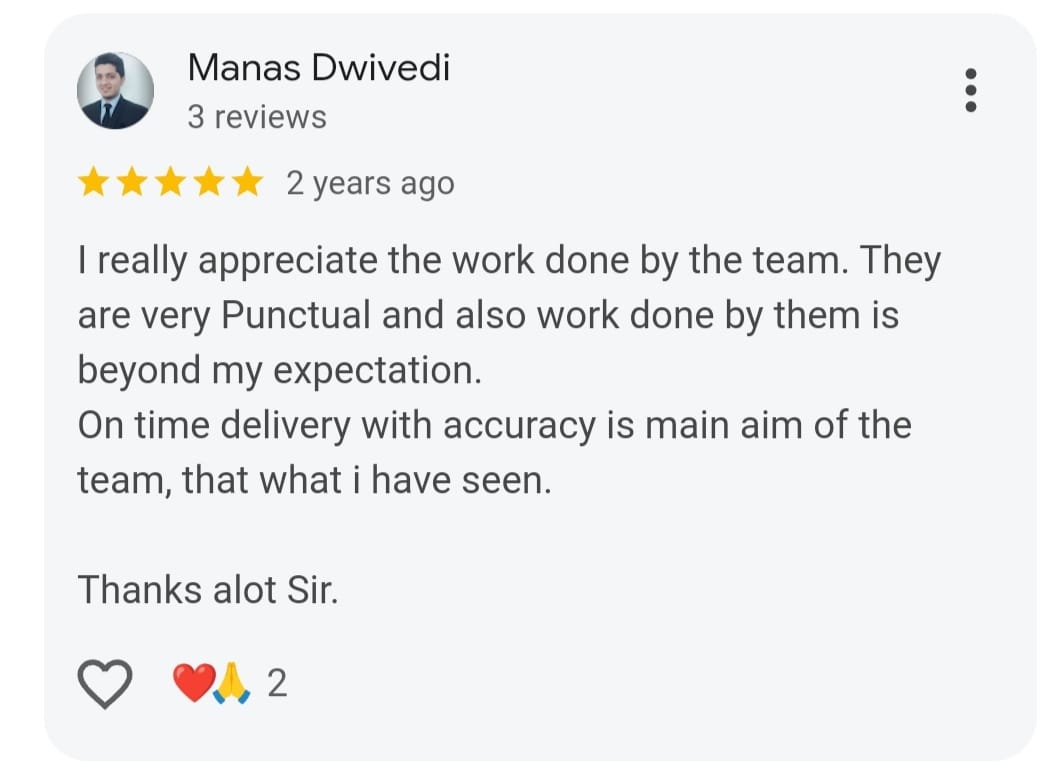 Manas Dwivedi
3 reviews
2 years ago
I really appreciate the work done by the team. They
are very Punctual and also work done by them is
beyond my expectation.
On time delivery with accuracy is main aim of the
team, that what i have seen.
Thanks alot Sir.
2